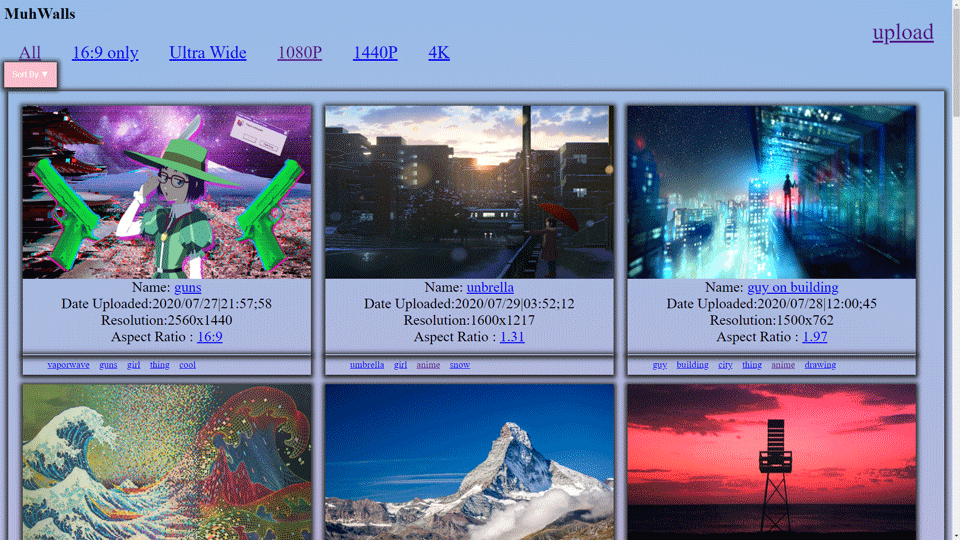 MuhWalls
upload
All 16:9 only Ultra Wide 1080P 1440P 4K
Sort By ▼
Name: guns
Date Uploaded:2020/07/27|21:57;58
Resolution:2560x1440
Aspect Ratio : 16:9
vaporwave guns girl thing cool
Name: unbrella
Date Uploaded:2020/07/29|03:52;12
Resolution:1600x1217
Aspect Ratio : 1.31
umbrella girl anime snow
Name: guy on building
Date Uploaded:2020/07/28|12:00;45
Resolution:1500x762
Aspect Ratio : 1.97
guy building city thing anime drawing